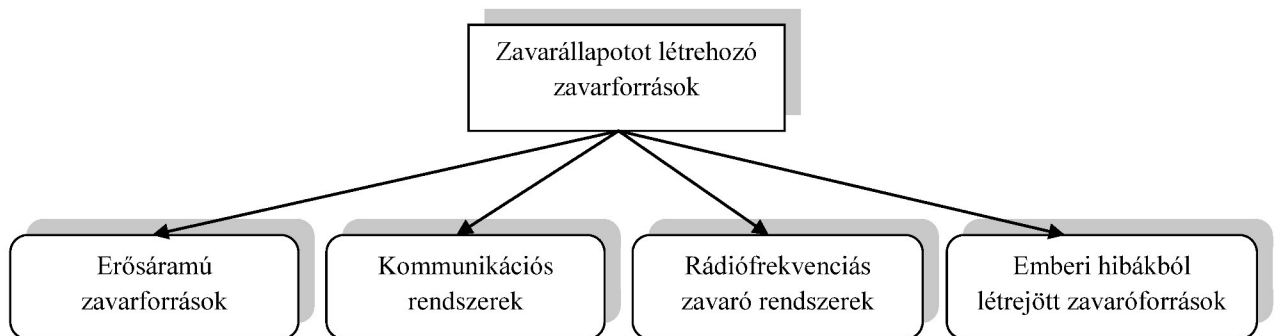 Zavarállapotot létrehozó
zavarforrások
Erősáramú
zavarforrások
Kommunikációs
rendszerek
Rádiófrekvenciás
zavaró rendszerek
Emberi hibákból
létrejött zavaróforrások